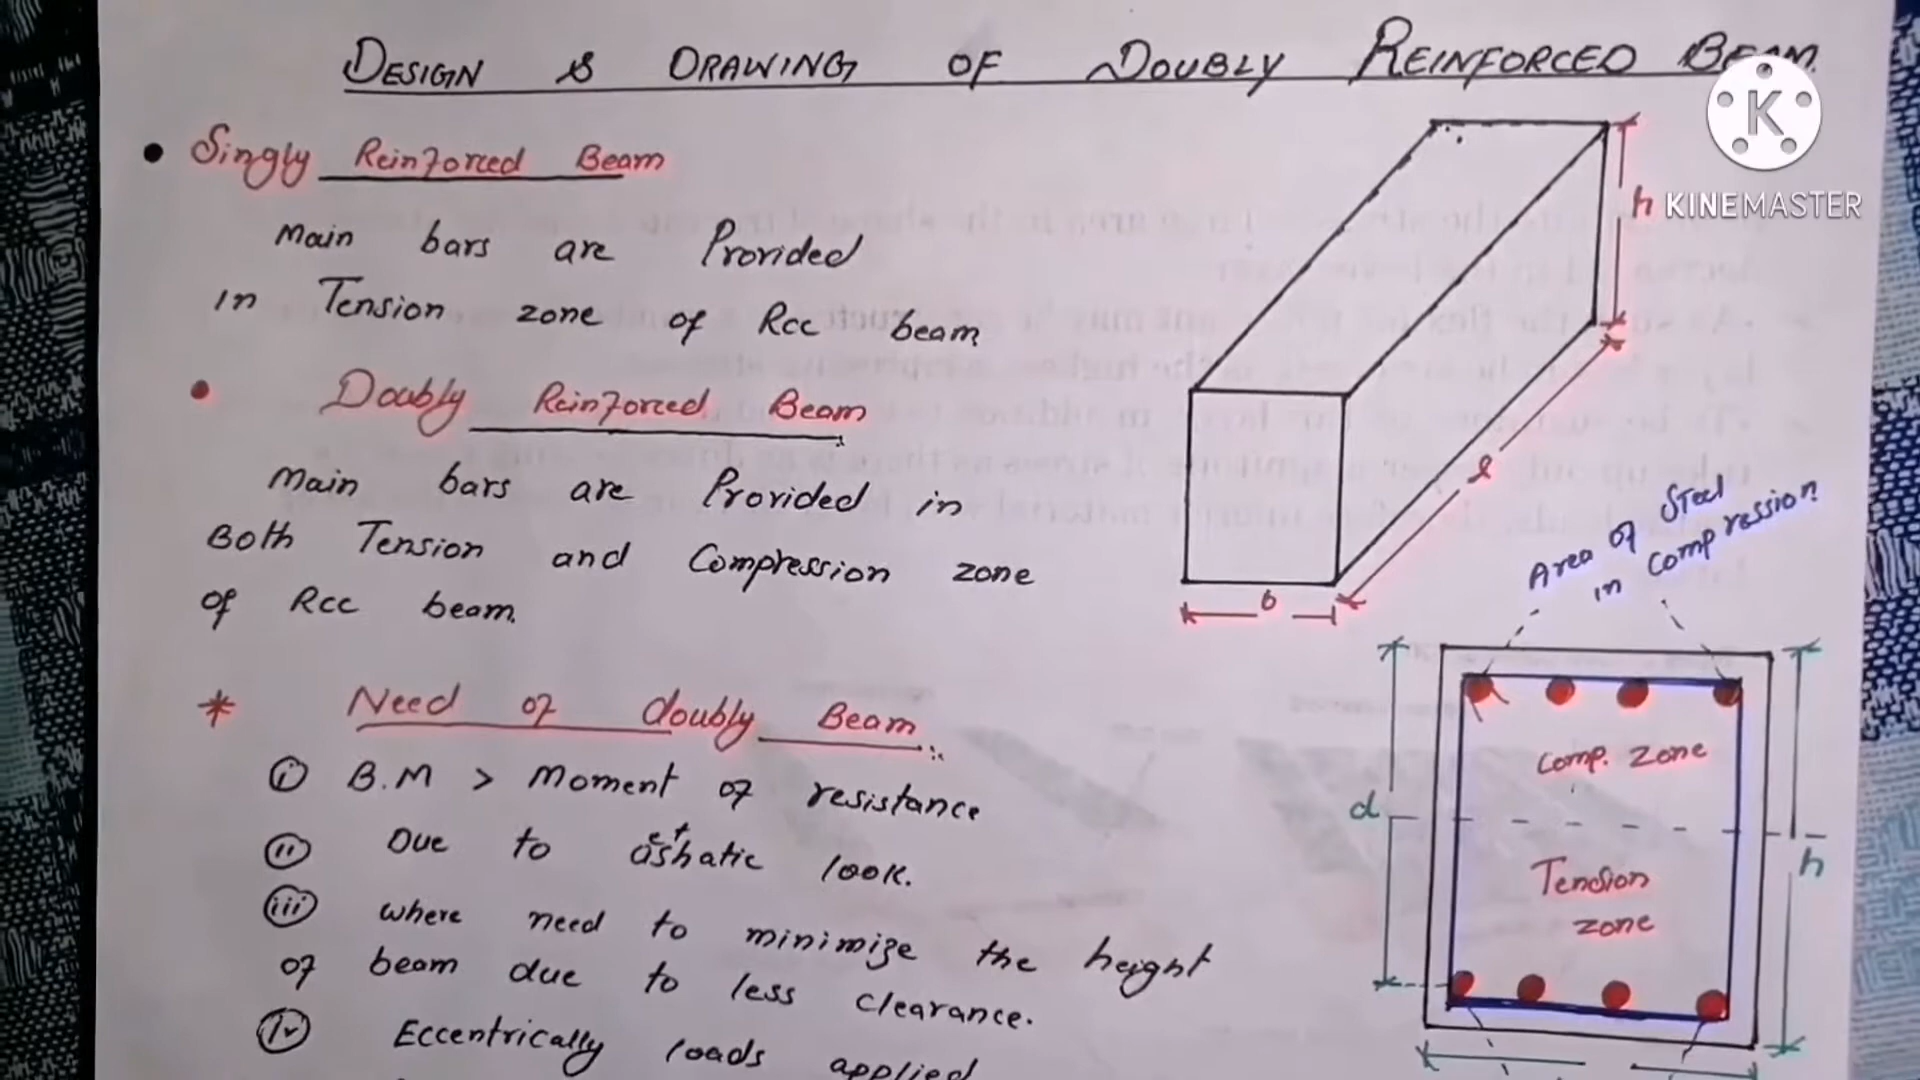 DESIGN & DRAWING OF DOUBLY REINFORCED BEAM
K
KINEMASTER
• Singly Reinforced Beam
Main bars are Provided
In Tension zone of Rcc beam
• Doubly Reinforced Beam
Main bars are Provided in
Both Tension and Compression zone
of Rcc beam.
* Need of doubly Beam
(i) B.M > Moment of resistance
(ii) Due to ashatic look.
et
(iii) where need to minimize the height
of beam due to less clearance.
(iv) Eccentrically loads applied
h
l
b
Area of Steel
in Compression
Comp. Zone
d
h
Tension
zone